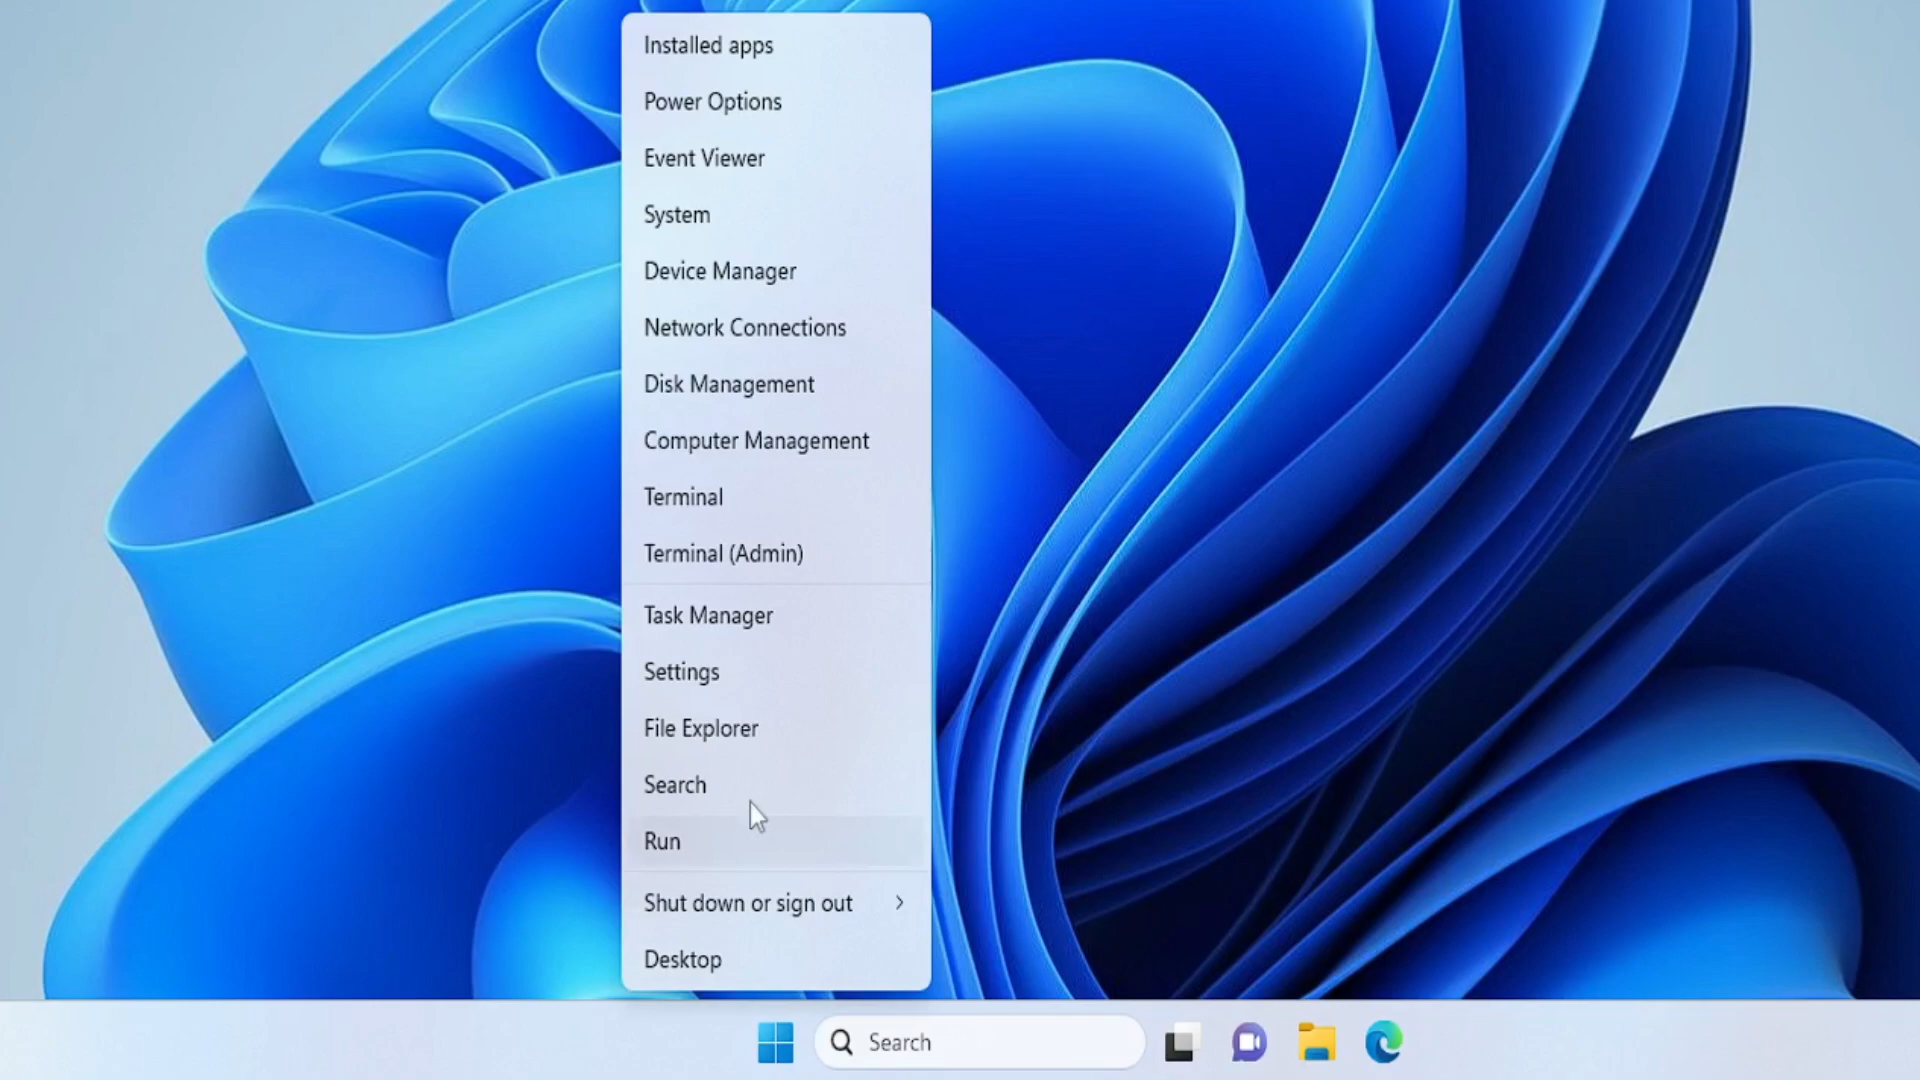 Installed apps
Power Options
Event Viewer
System
Device Manager
Network Connections
Disk Management
Computer Management
Terminal
Terminal (Admin)
Task Manager
Settings
File Explorer
Search
Run
Shut down or sign out
Desktop
Search